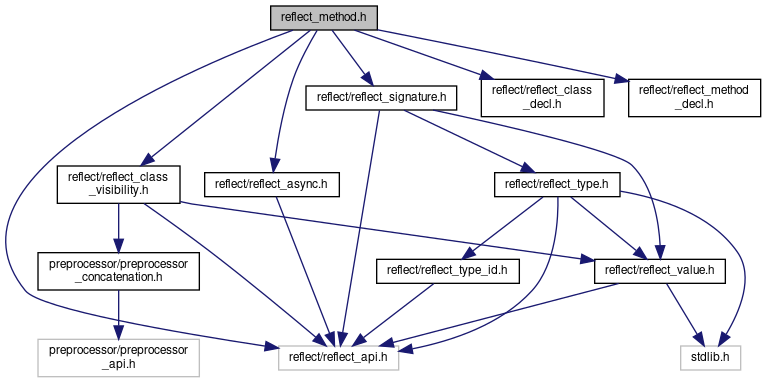 reflect_method.h
reflect/reflect_signature.h
reflect/reflect_class
_decl.h
reflect/reflect_method
_decl.h
reflect/reflect_class
_visibility.h
reflect/reflect_async.h
reflect/reflect_type.h
preprocessor/preprocessor
_concatenation.h
reflect/reflect_type_id.h
reflect/reflect_value.h
preprocessor/preprocessor
_api.h
reflect/reflect_api.h
stdlib.h